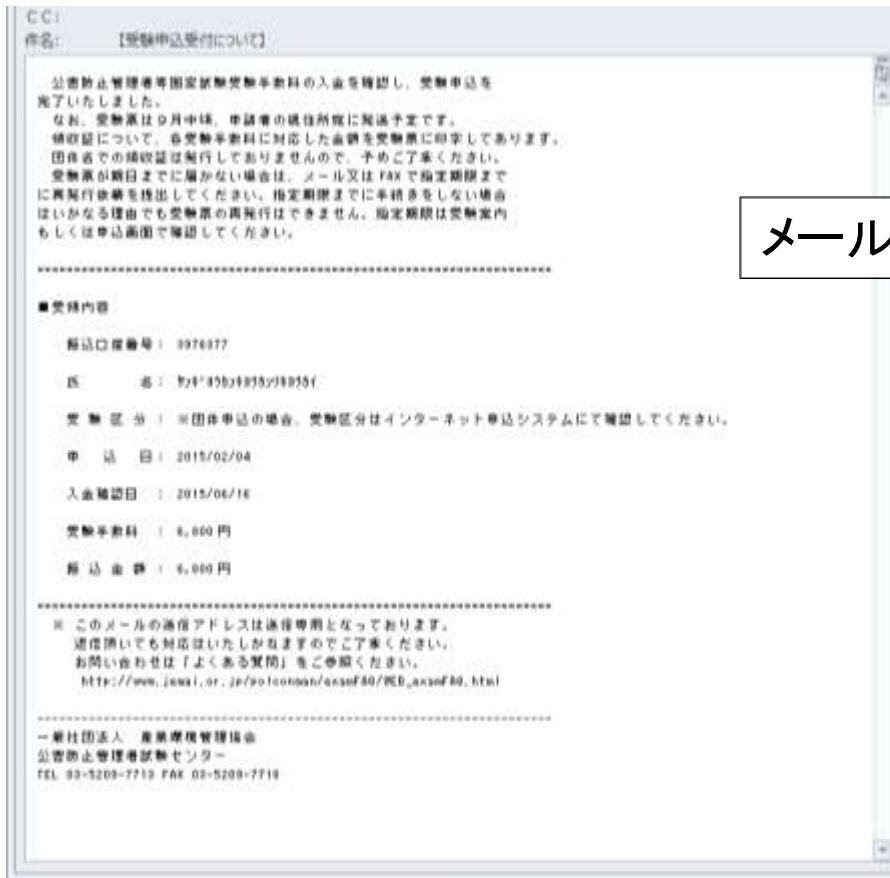 CC:
件名: 【受験申込受付について】
公害防止管理者等国家試験受験手数料の入金を確認し、受験申込を
完了いたしました。
なお、受験票は9月中頃、申請者の現住所宛に発送予定です。
領収証について、各受験手数料に対応した金額を受験票に印字してあります。
団体名での領収証は発行しておりませんので、予めご了承ください。
受験票が期日までに届かない場合は、メール又は FAX で指定期限まで
に再発行依頼を提出してください。指定期限までに手続きをしない場合
はいかなる理由でも受験票の再発行はできません。指定期限は受験案内
もしくは申込画面で確認してください。
メール
■受領内容
振込口座番号:
氏 名:
受 験 区 分 : ※団体申込の場合、受験区分はインターネット申込システムにて確認してください。
申 込 日: 2015/02/04
入金確認日 : 2015/06/16
受験手数料 : 6,800 円
振 込 金 額 : 6,800 円
※ このメールの送信アドレスは送信専用となっております。
返信頂いても対応はいたしかねますのでご了承ください。
お問い合わせは「よくある質問」をご参照ください。
一般社団法人 産業環境管理協会
公害防止管理者試験センター
TEL 03-5209-7713 FAX 03-5209-7718